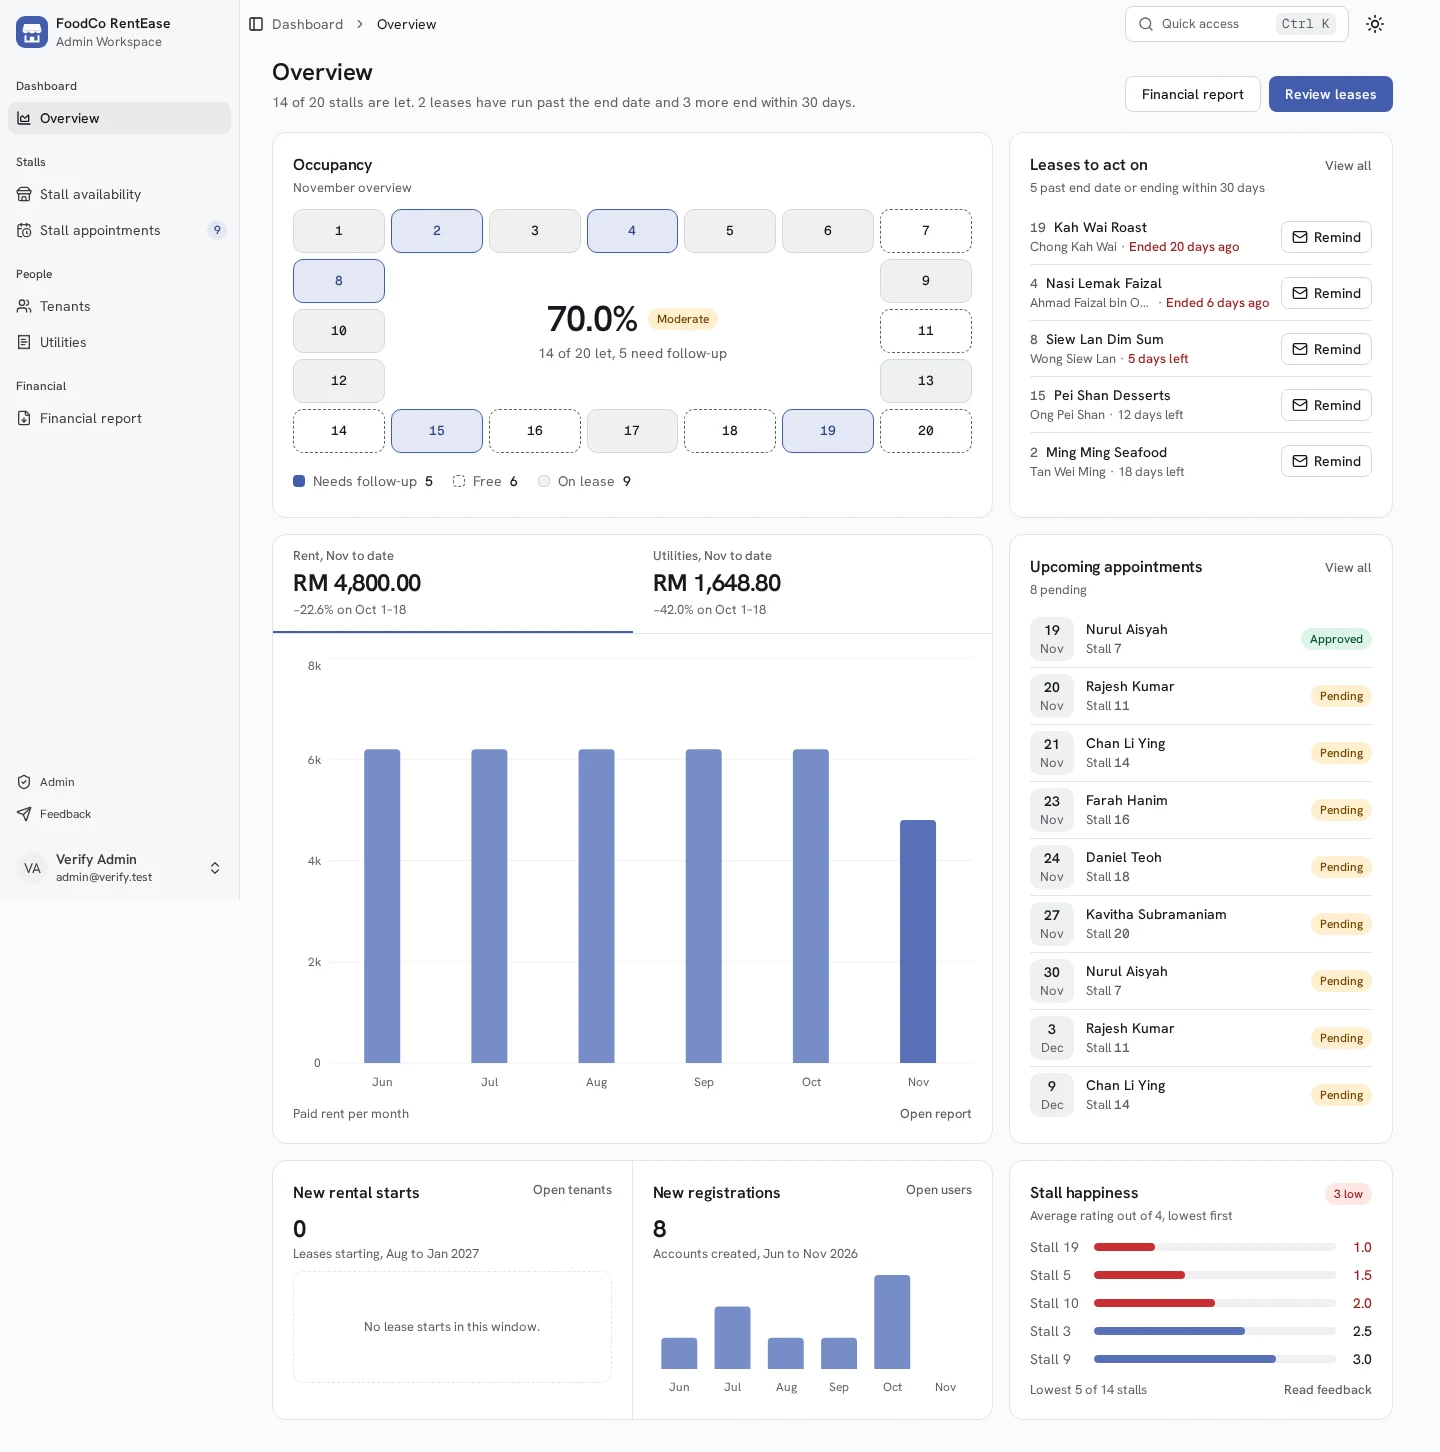 FoodCo RentEase
Admin Workspace
Dashboard
Overview
Stalls
Stall availability
Stall appointments 9
People
Tenants
Utilities
Financial
Financial report
Admin
Feedback
VA
Verify Admin
admin@verify.test
Dashboard > Overview
Quick access Ctrl K
Overview
14 of 20 stalls are let. 2 leases have run past the end date and 3 more end within 30 days.
Financial report
Review leases
Occupancy
November overview
1 2 3 4 5 6 7
8 9
70.0% Moderate
14 of 20 let, 5 need follow-up
10 11
12 13
14 15 16 17 18 19 20
Needs follow-up 5 Free 6 On lease 9
Leases to act on View all
5 past end date or ending within 30 days
19 Kah Wai Roast
Chong Kah Wai · Ended 20 days ago
Remind
4 Nasi Lemak Faizal
Ahmad Faizal bin O... · Ended 6 days ago
Remind
8 Siew Lan Dim Sum
Wong Siew Lan · 5 days left
Remind
15 Pei Shan Desserts
Ong Pei Shan · 12 days left
Remind
2 Ming Ming Seafood
Tan Wei Ming · 18 days left
Remind
Rent, Nov to date
RM 4,800.00
−22.6% on Oct 1–18
Utilities, Nov to date
RM 1,648.80
−42.0% on Oct 1–18
8k
6k
4k
2k
0
Jun Jul Aug Sep Oct Nov
Paid rent per month Open report
Upcoming appointments View all
8 pending
19 Nov Nurul Aisyah Stall 7 Approved
20 Nov Rajesh Kumar Stall 11 Pending
21 Nov Chan Li Ying Stall 14 Pending
23 Nov Farah Hanim Stall 16 Pending
24 Nov Daniel Teoh Stall 18 Pending
27 Nov Kavitha Subramaniam Stall 20 Pending
30 Nov Nurul Aisyah Stall 7 Pending
3 Dec Rajesh Kumar Stall 11 Pending
9 Dec Chan Li Ying Stall 14 Pending
New rental starts Open tenants
0
Leases starting, Aug to Jan 2027
No lease starts in this window.
New registrations Open users
8
Accounts created, Jun to Nov 2026
Jun Jul Aug Sep Oct Nov
Stall happiness 3 low
Average rating out of 4, lowest first
Stall 19 1.0
Stall 5 1.5
Stall 10 2.0
Stall 3 2.5
Stall 9 3.0
Lowest 5 of 14 stalls Read feedback